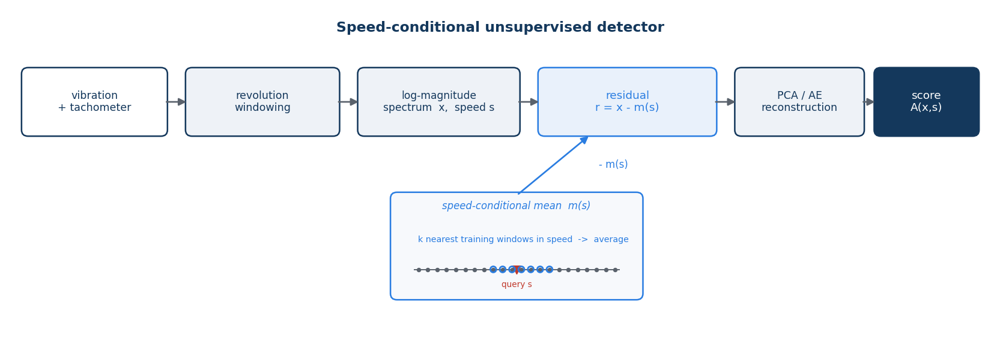 Speed-conditional unsupervised detector
vibration
+ tachometer
revolution
windowing
log-magnitude
spectrum  x,  speed s
residual
r = x - m(s)
PCA / AE
reconstruction
score
A(x,s)
- m(s)
speed-conditional mean  m(s)
k nearest training windows in speed  ->  average
query s